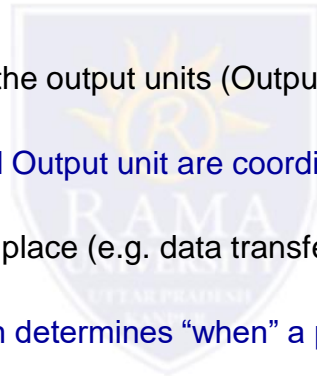 the output units (Outpu
l Output unit are coordi
place (e.g. data transfe
n determines “when” a p
RAMA
UNIVERSITY
UTTAR PRADESH
KANPUR